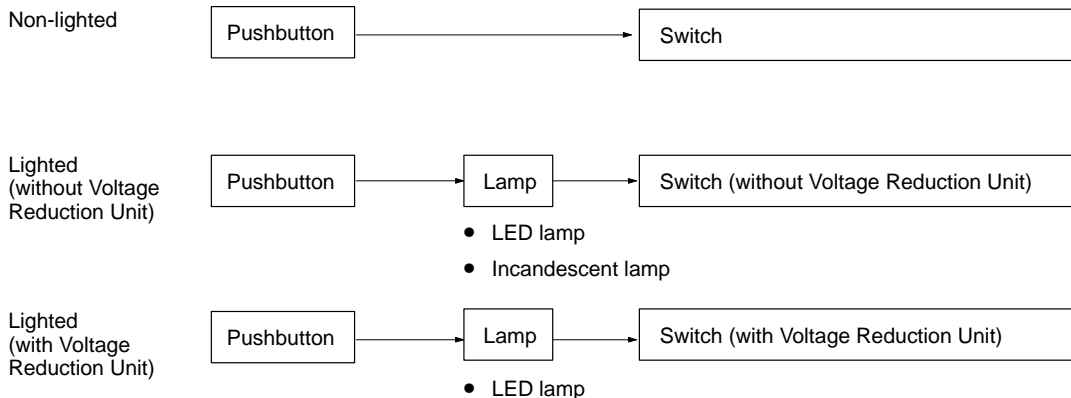 Non-lighted
Pushbutton
Switch
Lighted
(without Voltage
Reduction Unit)
Pushbutton
Lamp
Switch (without Voltage Reduction Unit)
● LED lamp
● Incandescent lamp
Lighted
(with Voltage
Reduction Unit)
Pushbutton
Lamp
Switch (with Voltage Reduction Unit)
● LED lamp